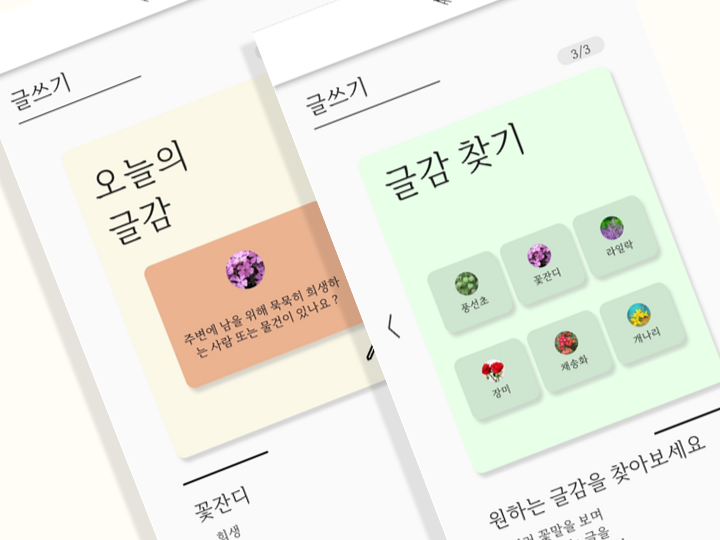 글쓰기
오늘의
글감
주변에 남을 위해 묵묵히 희생하
는 사람 또는 물건이 있나요?
꽃잔디
희생
3/3
글쓰기
글감 찾기
풍선초
꽃잔디
라일락
장미
채송화
개나리
원하는 글감을 찾아보세요
꽃말을 보며
글을